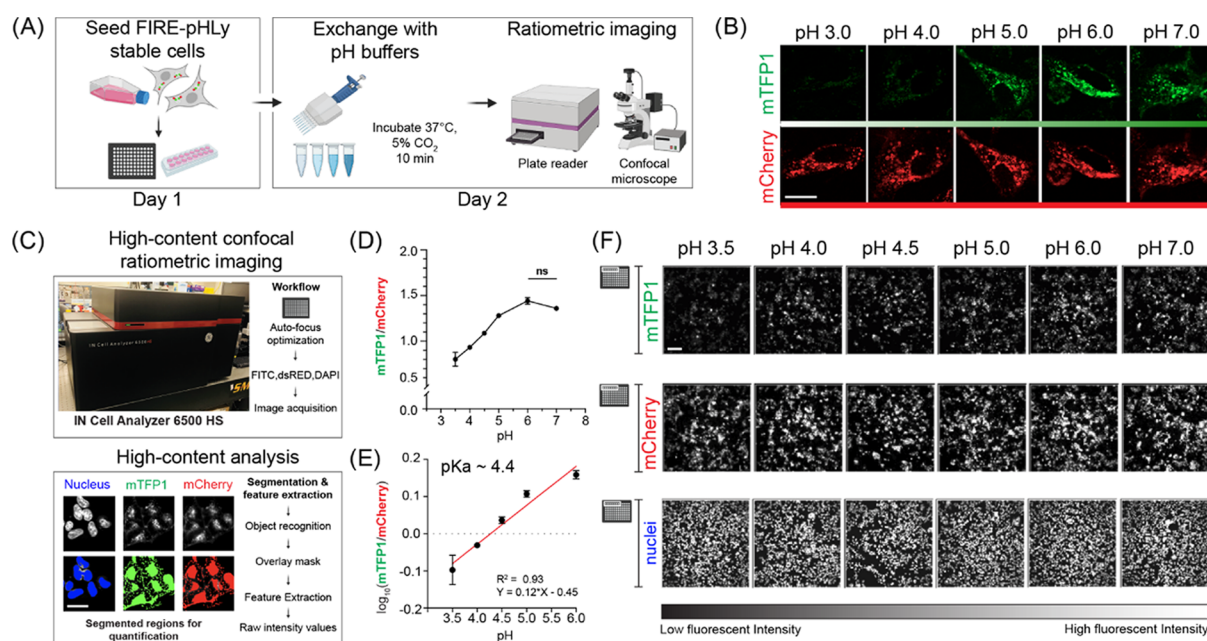 (A)
Seed FIRE-pHLy
stable cells
Exchange with
pH buffers
Ratiometric imaging
Incubate 37°C,
5% CO2
10 min
Plate reader
Confocal
microscope
Day 1
Day 2
(B)
pH 3.0 pH 4.0 pH 5.0 pH 6.0 pH 7.0
mTFP1
mCherry
(C)
High-content confocal
ratiometric imaging
Workflow
Auto-focus
optimization
FITC,dsRED,DAPI
Image acquisition
IN Cell Analyzer 6500 HS
High-content analysis
Nucleus mTFP1 mCherry
Segmentation &
feature extraction
Object recognition
Overlay mask
Feature Extraction
Raw intensity values
Segmented regions for
quantification
(D)
mTFP1/mCherry
2.0
1.5
1.0
0.5
0.0
ns
0 1 2 3 4 5 6 7 8
pH
(E)
pKa ~ 4.4
log10(mTFP1/mCherry)
0.2
0.1
0.0
-0.1
-0.2
R2 = 0.93
Y = 0.12*X - 0.45
3.5 4.0 4.5 5.0 5.5 6.0
pH
(F)
pH 3.5 pH 4.0 pH 4.5 pH 5.0 pH 6.0 pH 7.0
mTFP1
mCherry
nuclei
Low fluorescent Intensity
High fluorescent Intensity